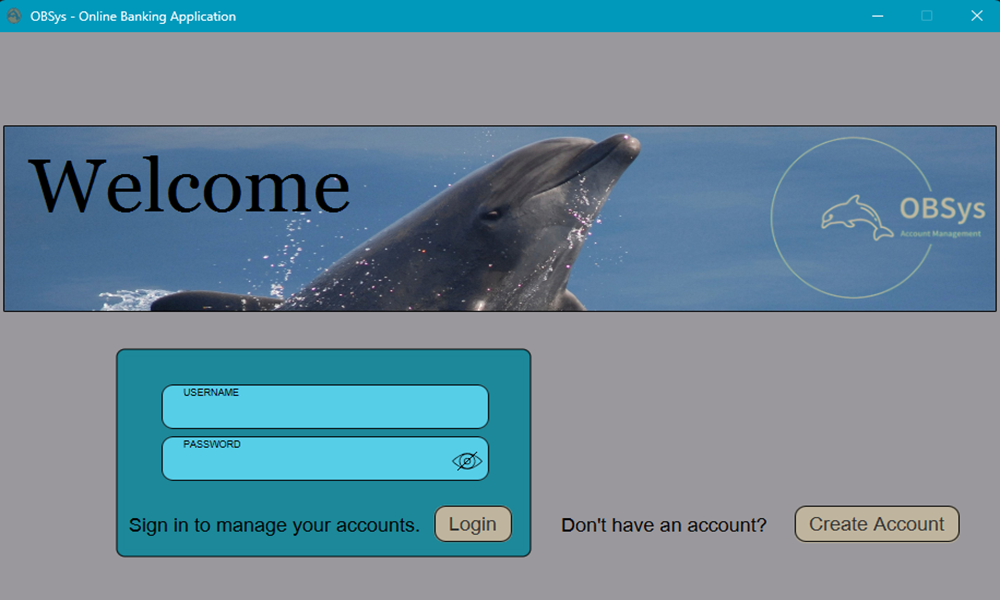 OBSys - Online Banking Application
Welcome
OBSys
Account Management
USERNAME
PASSWORD
Sign in to manage your accounts.
Login
Don't have an account?
Create Account